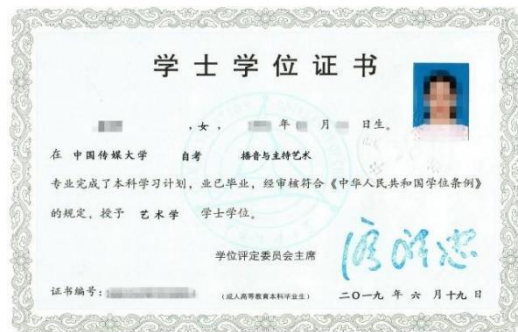 学士学位证书
，女， 年 月 日生。
在 中国传媒大学 自考 播音与主持艺术
专业完成了本科学习计划，业已毕业，经审核符合《中华人民共和国学位条例》
的规定，授予 艺术学 学士学位。
学位评定委员会主席
证书编号：
（成人高等教育本科毕业生） 二〇一九 年 六 月 十九 日